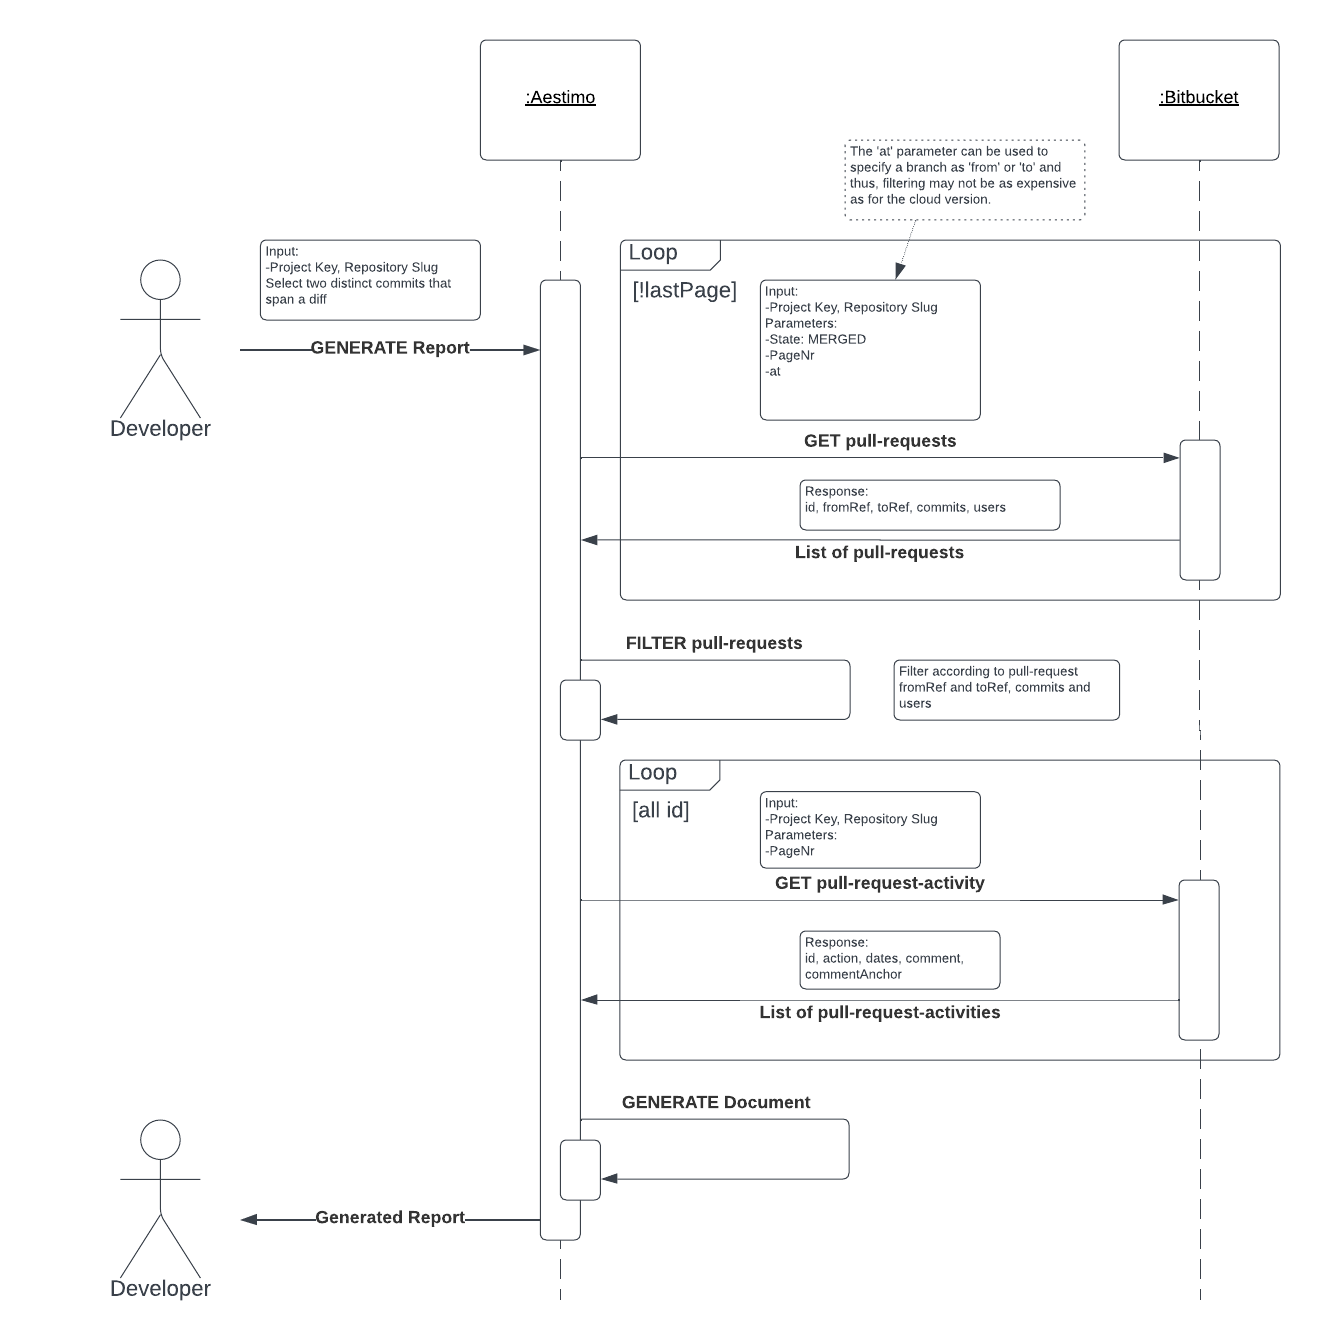 :Aestimo
:Bitbucket
The 'at' parameter can be used to
specify a branch as 'from' or 'to' and
thus, filtering may not be as expensive
as for the cloud version.
Input:
-Project Key, Repository Slug
Select two distinct commits that
span a diff
GENERATE Report
Developer
Loop
[!lastPage]
Input:
-Project Key, Repository Slug
Parameters:
-State: MERGED
-PageNr
-at
GET pull-requests
Response:
id, fromRef, toRef, commits, users
List of pull-requests
FILTER pull-requests
Filter according to pull-request
fromRef and toRef, commits and
users
Loop
[all id]
Input:
-Project Key, Repository Slug
Parameters:
-PageNr
GET pull-request-activity
Response:
id, action, dates, comment,
commentAnchor
List of pull-request-activities
GENERATE Document
Generated Report
Developer